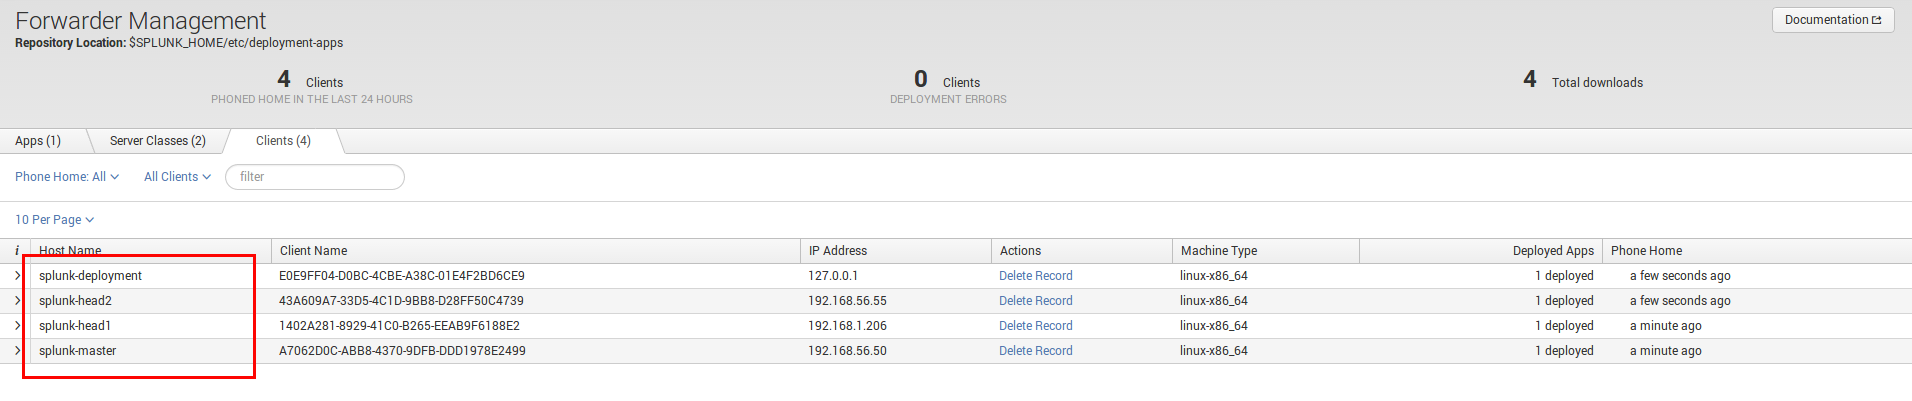 Forwarder Management
Documentation
Repository Location: $SPLUNK_HOME/etc/deployment-apps
4 Clients
PHONED HOME IN THE LAST 24 HOURS
0 Clients
DEPLOYMENT ERRORS
4 Total downloads
Apps (1) Server Classes (2) Clients (4)
Phone Home: All All Clients filter
10 Per Page
i Host Name Client Name IP Address Actions Machine Type Deployed Apps Phone Home
splunk-deployment E0E9FF04-D0BC-4CBE-A38C-01E4F2BD6CE9 127.0.0.1 Delete Record linux-x86_64 1 deployed a few seconds ago
splunk-head2 43A609A7-33D5-4C1D-9BB8-D28FF50C4739 192.168.56.55 Delete Record linux-x86_64 1 deployed a few seconds ago
splunk-head1 1402A281-8929-41C0-B265-EEAB9F6188E2 192.168.1.206 Delete Record linux-x86_64 1 deployed a minute ago
splunk-master A7062D0C-ABB8-4370-9DFB-DDD1978E2499 192.168.56.50 Delete Record linux-x86_64 1 deployed a minute ago